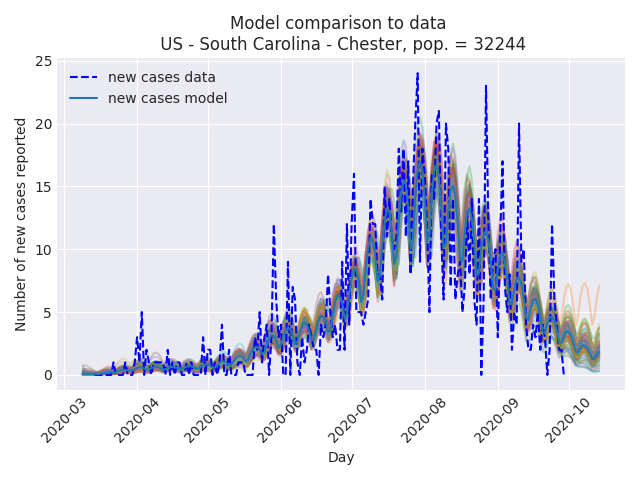 Model comparison to data
US - South Carolina - Chester, pop. = 32244
25
20
15
10
5
0
Number of new cases reported
new cases data
new cases model
2020-03
2020-04
2020-05
2020-06
2020-07
2020-08
2020-09
2020-10
Day